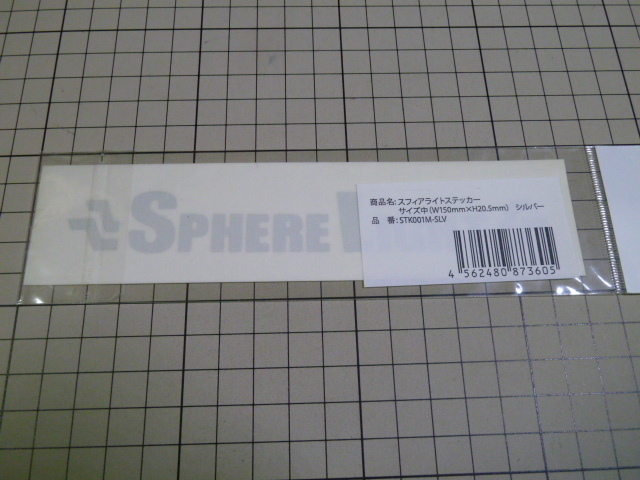 SPHERE
商品名: スフィアライトステッカー
サイズ中(W150mm×H20.5mm) シルバー
品 番: STK001M-SLV
4 562480 873605